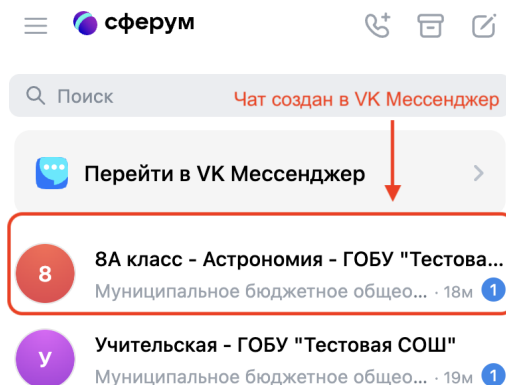 сферум
Поиск
Чат создан в VK Мессенджер
Перейти в VK Мессенджер
8
8А класс - Астрономия - ГОБУ "Тестова...
Муниципальное бюджетное общео... · 18м 1
У
Учительская - ГОБУ "Тестовая СОШ"
Муниципальное бюджетное общео... · 19м 1